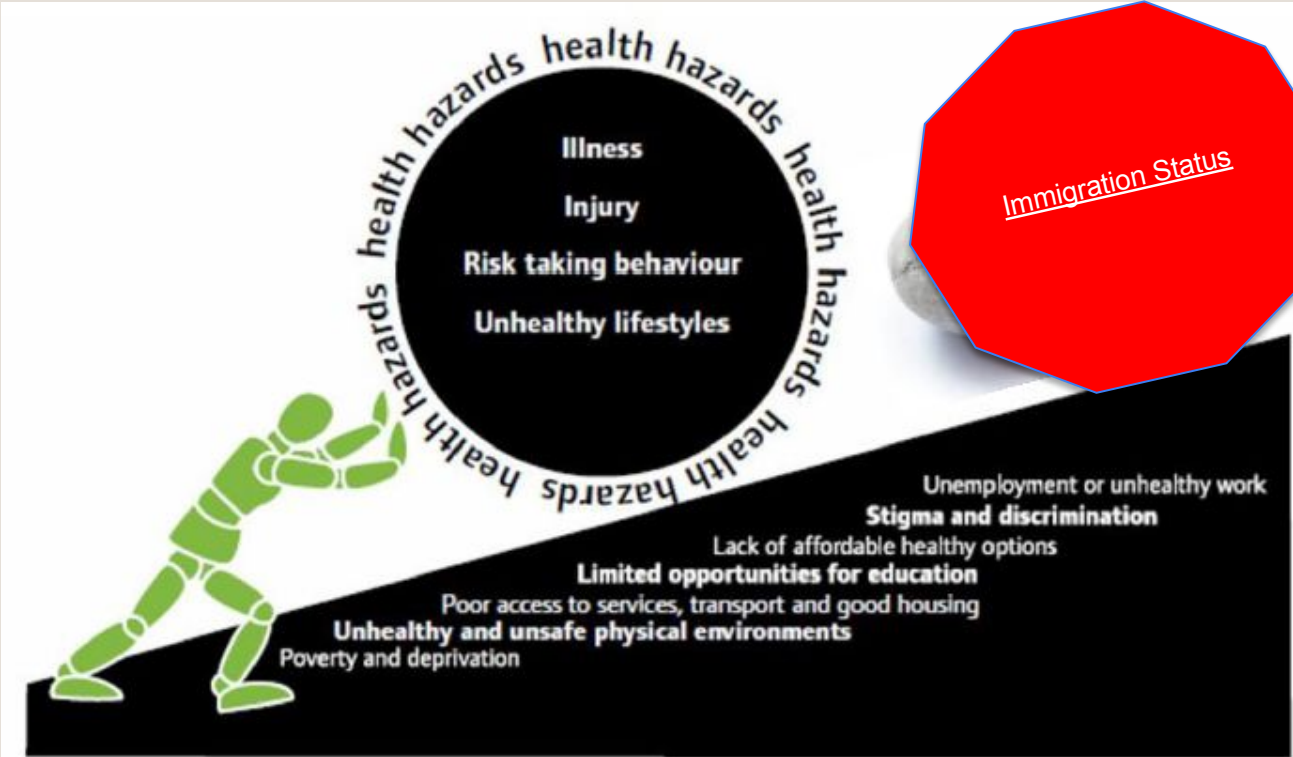 health hazards health hazards health hazards health hazards health hazards
Illness
Injury
Risk taking behaviour
Unhealthy lifestyles
Immigration Status
Unemployment or unhealthy work
Stigma and discrimination
Lack of affordable healthy options
Limited opportunities for education
Poor access to services, transport and good housing
Unhealthy and unsafe physical environments
Poverty and deprivation